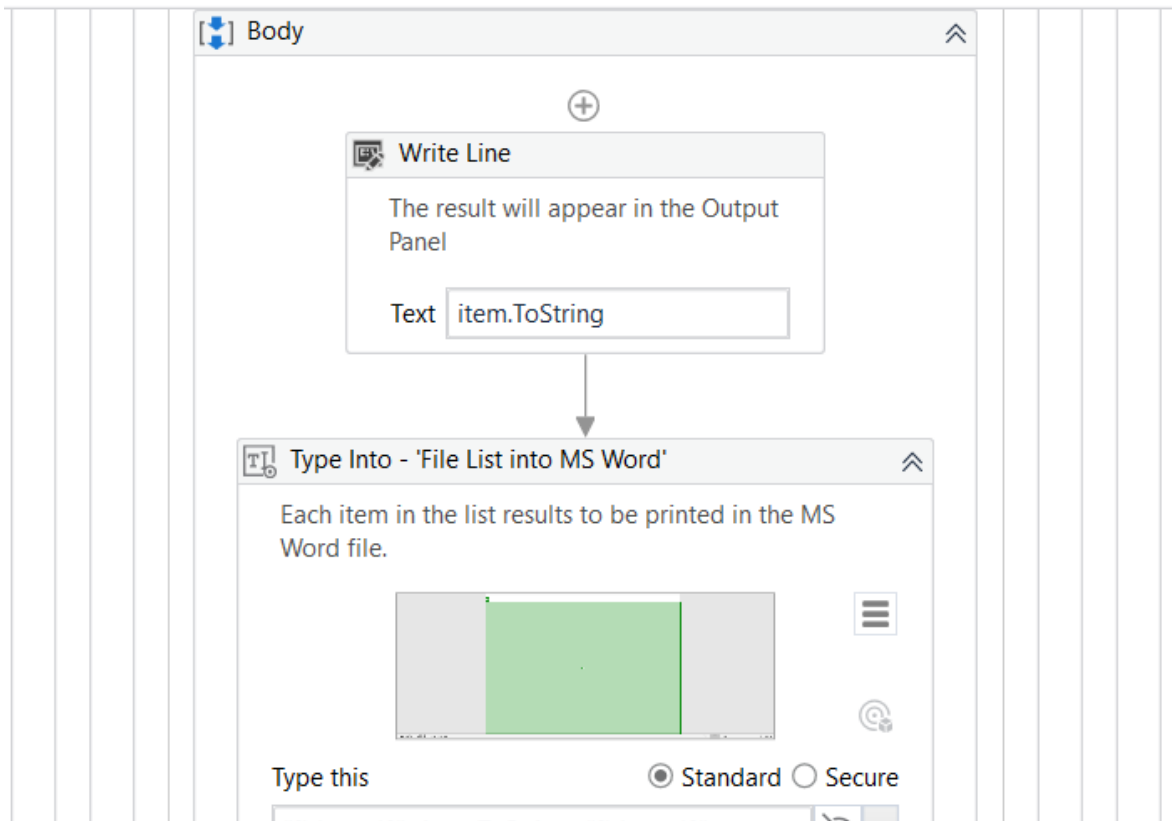 Body
Write Line
The result will appear in the Output
Panel
Text item.ToString
Type Into - 'File List into MS Word'
Each item in the list results to be printed in the MS
Word file.
Type this Standard Secure